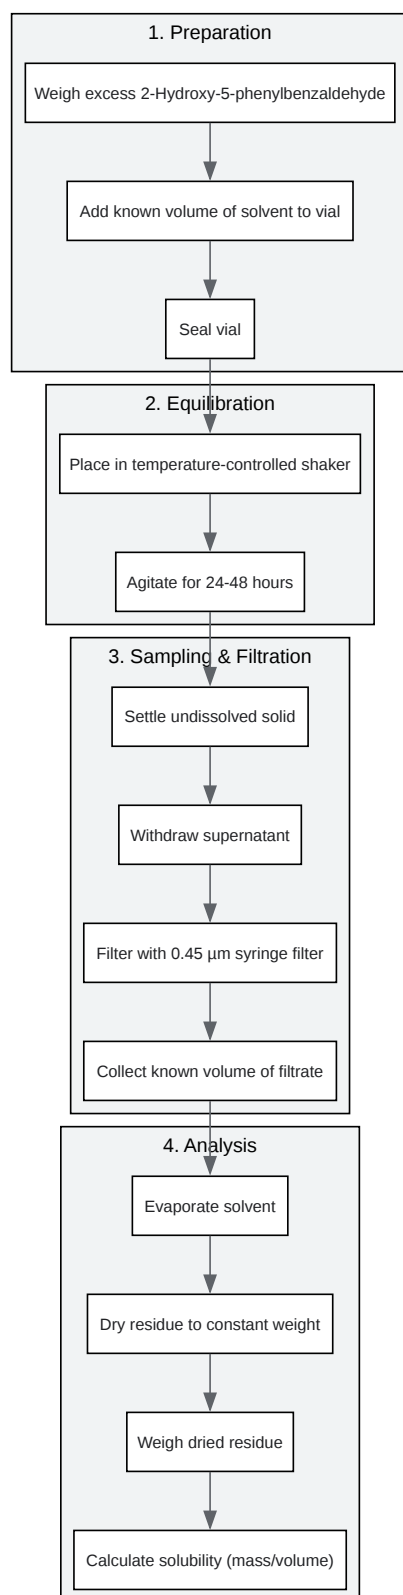 1. Preparation
Weigh excess 2-Hydroxy-5-phenylbenzaldehyde
Add known volume of solvent to vial
Seal vial
2. Equilibration
Place in temperature-controlled shaker
Agitate for 24-48 hours
3. Sampling & Filtration
Settle undissolved solid
Withdraw supernatant
Filter with 0.45 µm syringe filter
Collect known volume of filtrate
4. Analysis
Evaporate solvent
Dry residue to constant weight
Weigh dried residue
Calculate solubility (mass/volume)